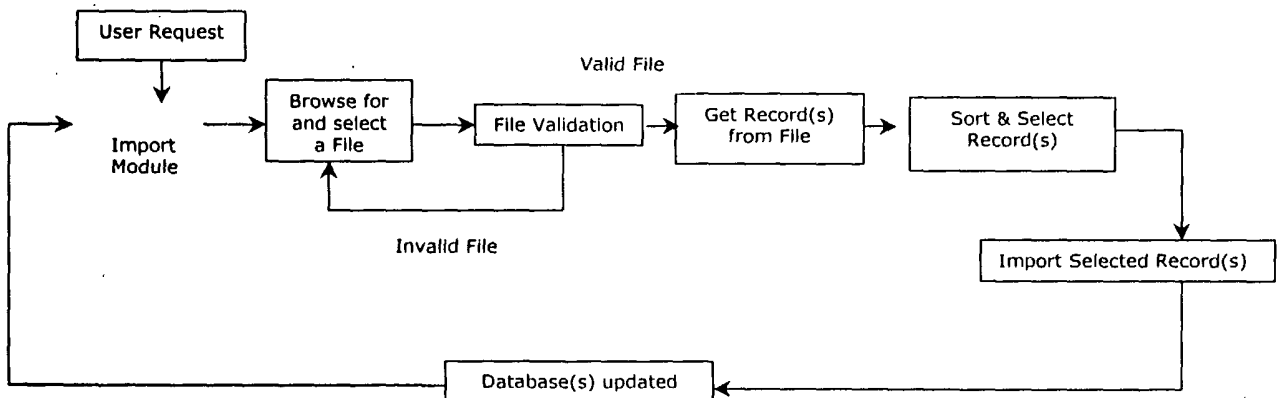 User Request
Valid File
Import
Module
Browse for
and select
a File
File Validation
Get Record(s)
from File
Sort & Select
Record(s)
Invalid File
Import Selected Record(s)
Database(s) updated